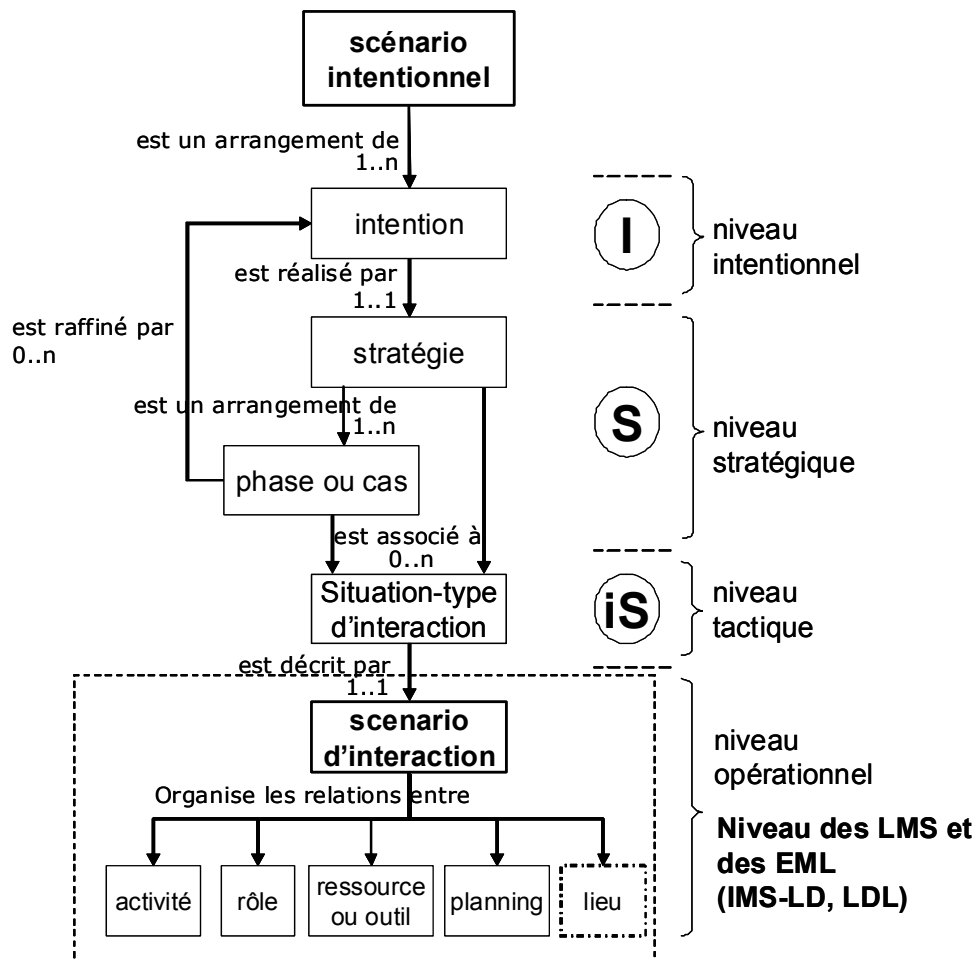 scénario
intentionnel
est un arrangement de
1..n
intention
I
niveau
intentionnel
est réalisé par
1..1
est raffiné par
0..n
stratégie
est un arrangement de
1..n
S
niveau
stratégique
phase ou cas
est associé à
0..n
Situation-type
d'interaction
iS
niveau
tactique
est décrit par
1..1
scenario
d'interaction
niveau
opérationnel
Organise les relations entre
Niveau des LMS et
des EML
(IMS-LD, LDL)
activité
rôle
ressource
ou outil
planning
lieu